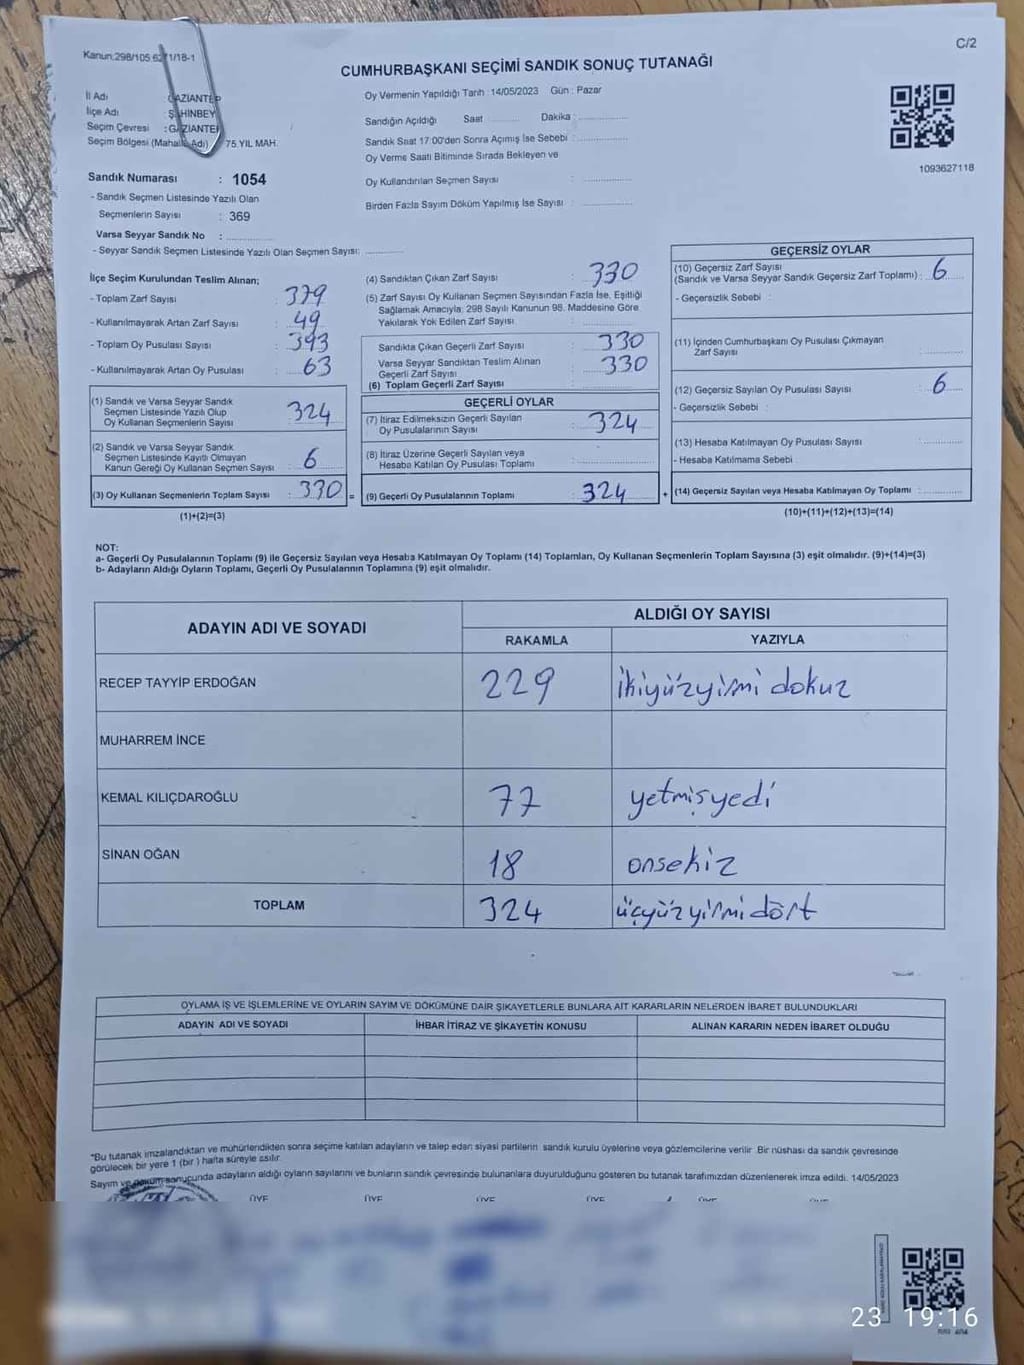 Kanun:298/105 6271/18-1
C/2
CUMHURBAŞKANI SEÇİMİ SANDIK SONUÇ TUTANAĞI
İl Adı : GAZİANTEP
İlçe Adı : ŞAHİNBEY
Seçim Çevresi : GAZİANTEP
Seçim Bölgesi (Mahalle Adı) : 75.YIL MAH.
Oy Vermenin Yapıldığı Tarih : 14/05/2023 Gün : Pazar
Sandığın Açıldığı Saat Dakika :
Sandık Saat 17:00'den Sonra Açımış İse Sebebi :
Oy Verme Saati Bitiminde Sırada Bekleyen ve
Oy Kullandırılan Seçmen Sayısı :
Birden Fazla Sayım Döküm Yapılmış İse Sayısı :
1093627118
Sandık Numarası : 1054
- Sandık Seçmen Listesinde Yazılı Olan
Seçmenlerin Sayısı : 369
Varsa Seyyar Sandık No :
- Seyyar Sandık Seçmen Listesinde Yazılı Olan Seçmen Sayısı:
İlçe Seçim Kurulundan Teslim Alınan;
- Toplam Zarf Sayısı : 379
- Kullanılmayarak Artan Zarf Sayısı : 49
- Toplam Oy Pusulası Sayısı : 393
- Kullanılmayarak Artan Oy Pusulası : 63
(1) Sandık ve Varsa Seyyar Sandık
Seçmen Listesinde Yazılı Olup
Oy Kullanan Seçmenlerin Sayısı : 324
(2) Sandık ve Varsa Seyyar Sandık
Seçmen Listesinde Kayıtlı Olmayan
Kanun Gereği Oy Kullanan Seçmen Sayısı : 6
(3) Oy Kullanan Seçmenlerin Toplam Sayısı : 330 =
(1)+(2)=(3)
(4) Sandıktan Çıkan Zarf Sayısı : 330
(5) Zarf Sayısı Oy Kullanan Seçmen Sayısından Fazla İse, Eşitliği
Sağlamak Amacıyla; 298 Sayılı Kanunun 98. Maddesine Göre
Yakılarak Yok Edilen Zarf Sayısı :
Sandıkta Çıkan Geçerli Zarf Sayısı : 330
Varsa Seyyar Sandıktan Teslim Alınan
Geçerli Zarf Sayısı : 330
(6) Toplam Geçerli Zarf Sayısı
GEÇERLİ OYLAR
(7) İtiraz Edilmeksizin Geçerli Sayılan
Oy Pusulalarının Sayısı : 324
(8) İtiraz Üzerine Geçerli Sayılan veya
Hesaba Katılan Oy Pusulası Toplamı :
(9) Geçerli Oy Pusulalarının Toplamı : 324 +
GEÇERSİZ OYLAR
(10) Geçersiz Zarf Sayısı
(Sandık ve Varsa Seyyar Sandık Geçersiz Zarf Toplamı) : 6
- Geçersizlik Sebebi :
(11) İçinden Cumhurbaşkanı Oy Pusulası Çıkmayan
Zarf Sayısı :
(12) Geçersiz Sayılan Oy Pusulası Sayısı : 6
- Geçersizlik Sebebi :
(13) Hesaba Katılmayan Oy Pusulası Sayısı :
- Hesaba Katılmama Sebebi :
(14) Geçersiz Sayılan veya Hesaba Katılmayan Oy Toplamı :
(10)+(11)+(12)+(13)=(14)
NOT:
a- Geçerli Oy Pusulalarının Toplamı (9) ile Geçersiz Sayılan veya Hesaba Katılmayan Oy Toplamı (14) Toplamları, Oy Kullanan Seçmenlerin Toplam Sayısına (3) eşit olmalıdır. (9)+(14)=(3)
b- Adayların Aldığı Oyların Toplamı, Geçerli Oy Pusulalarının Toplamına (9) eşit olmalıdır.
ADAYIN ADI VE SOYADI ALDIĞI OY SAYISI
RAKAMLA YAZIYLA
RECEP TAYYİP ERDOĞAN 229 ikiyüzyirmi dokuz
MUHARREM İNCE
KEMAL KILIÇDAROĞLU 77 yetmişyedi
SİNAN OĞAN 18 onsekiz
TOPLAM 324 üçyüzyirmidört
OYLAMA İŞ VE İŞLEMLERİNE VE OYLARIN SAYIM VE DÖKÜMÜNE DAİR ŞİKAYETLERLE BUNLARA AİT KARARLARIN NELERDEN İBARET BULUNDUKLARI
ADAYIN ADI VE SOYADI İHBAR İTİRAZ VE ŞİKAYETİN KONUSU ALINAN KARARIN NEDEN İBARET OLDUĞU
*Bu tutanak imzalandıktan ve mühürlendikten sonra seçime katılan adayların ve talep eden siyasi partilerin sandık kurulu üyelerine veya gözlemcilerine verilir. Bir nüshası da sandık çevresinde
görülecek bir yere 1 (bir) hafta süreyle asılır.
Sayım ve döküm sonucunda adayların aldığı oyların sayılarını ve bunların sandık çevresinde bulunanlara duyurulduğunu gösteren bu tutanak tarafımızdan düzenlenerek imza edildi. 14/05/2023
ÜYE ÜYE ÜYE ÜYE ÜYE
23 19:16